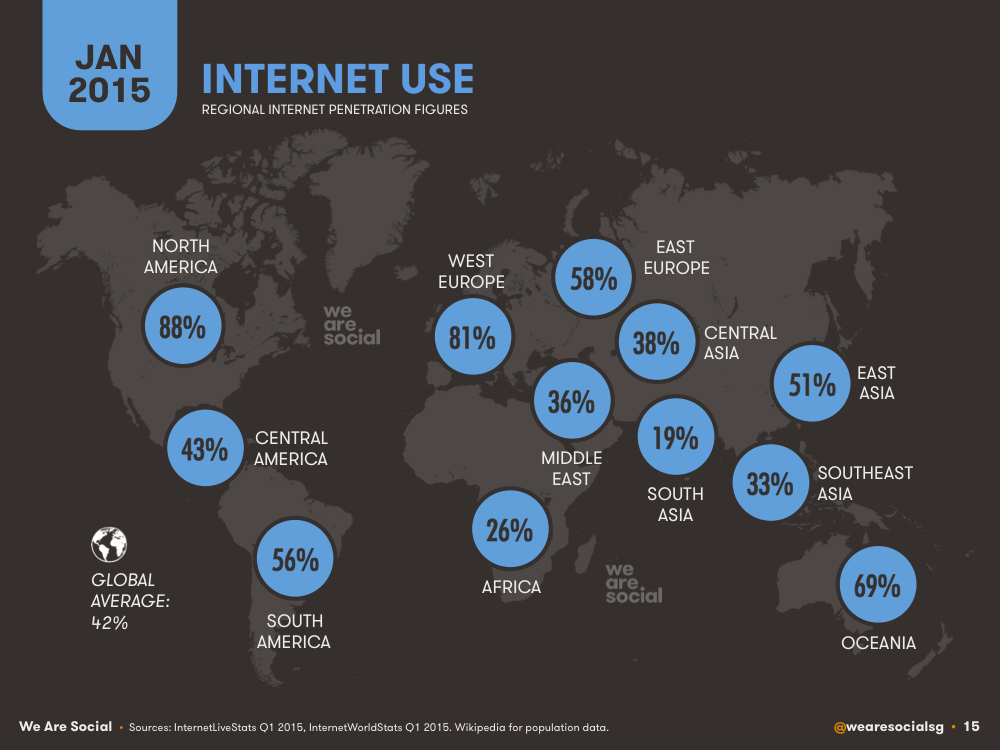 JAN
2015
INTERNET USE
REGIONAL INTERNET PENETRATION FIGURES
NORTH
AMERICA
88%
WEST
EUROPE
81%
58%
EAST
EUROPE
we
are
social
38%
CENTRAL
ASIA
51%
EAST
ASIA
36%
MIDDLE
EAST
19%
SOUTH
ASIA
43%
CENTRAL
AMERICA
33%
SOUTHEAST
ASIA
26%
AFRICA
56%
SOUTH
AMERICA
we
are
social
69%
OCEANIA
GLOBAL
AVERAGE:
42%
We Are Social • Sources: InternetLiveStats Q1 2015, InternetWorldStats Q1 2015. Wikipedia for population data.
@wearesocialsg • 15